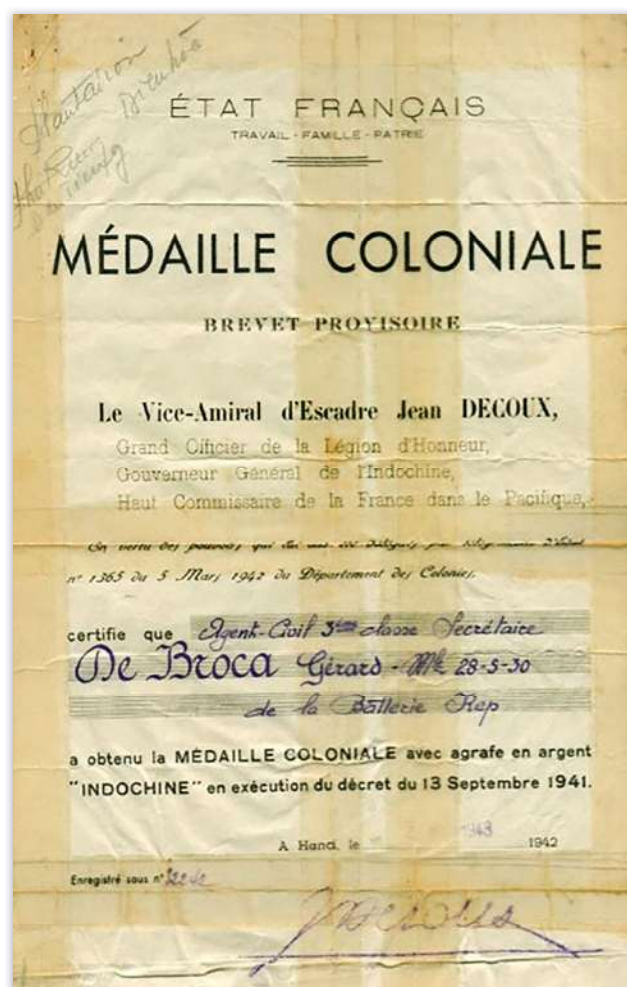 Plantation
Bienhòa
ÉTAT FRANÇAIS
TRAVAIL - FAMILLE - PATRIE
MÉDAILLE COLONIALE
BREVET PROVISOIRE
Le Vice-Amiral d'Escadre Jean DECOUX,
Grand Officier de la Légion d'Honneur,
Gouverneur Général de l'Indochine,
Haut Commissaire de la France dans le Pacifique,
En vertu des pouvoirs qui lui ont été délégués par
n° 1365 du 5 Mars 1942 du Département des Colonies,
certifie que Agent-Civil 3ème classe Secrétaire
De BROCA Gérard - Mle 28-5-30
de la Batterie Rep
a obtenu la MÉDAILLE COLONIALE avec agrafe en argent
"INDOCHINE" en exécution du décret du 13 Septembre 1941.
A Hanoi, le 1943 1942
Enregistré sous n°